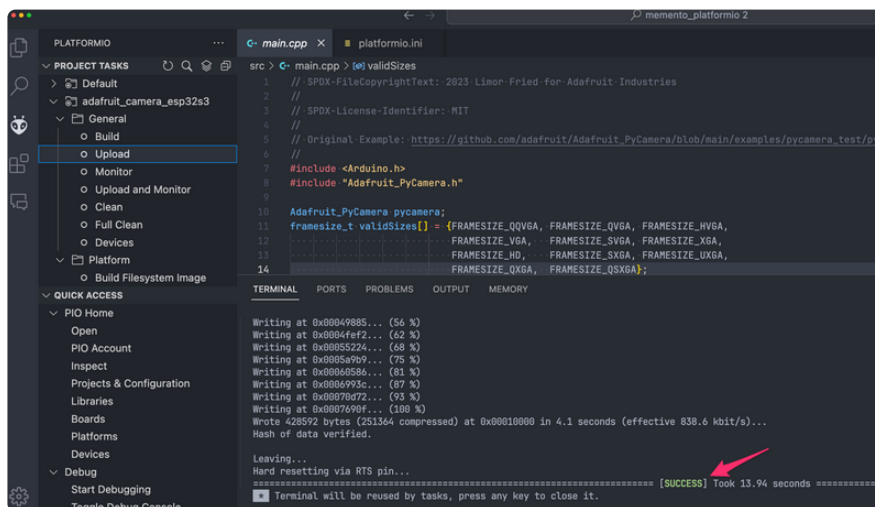 memento_platformio 2
PLATFORMIO
PROJECT TASKS
Default
adafruit_camera_esp32s3
General
Build
Upload
Monitor
Upload and Monitor
Clean
Full Clean
Devices
Platform
Build Filesystem Image
QUICK ACCESS
PIO Home
Open
PIO Account
Inspect
Projects & Configuration
Libraries
Boards
Platforms
Devices
Debug
Start Debugging
Toggle Debug Console
main.cpp
platformio.ini
src > main.cpp > validSizes
1 // SPDX-FileCopyrightText: 2023 Limor Fried for Adafruit Industries
2 //
3 // SPDX-License-Identifier: MIT
4 //
5 // Original Example: https://github.com/adafruit/Adafruit_PyCamera/blob/main/examples/pycamera_test/py
6 //
7 #include <Arduino.h>
8 #include "Adafruit_PyCamera.h"
9
10 Adafruit_PyCamera pycamera;
11 framesize_t validSizes[] = {FRAMESIZE_QQVGA, FRAMESIZE_QVGA, FRAMESIZE_HVGA,
12 FRAMESIZE_VGA, FRAMESIZE_SVGA, FRAMESIZE_XGA,
13 FRAMESIZE_HD, FRAMESIZE_SXGA, FRAMESIZE_UXGA,
14 FRAMESIZE_QXGA, FRAMESIZE_QSXGA};
TERMINAL PORTS PROBLEMS OUTPUT MEMORY
Writing at 0x00049885... (56 %)
Writing at 0x0004fef2... (62 %)
Writing at 0x00055224... (68 %)
Writing at 0x0005a9b9... (75 %)
Writing at 0x00060586... (81 %)
Writing at 0x0006993c... (87 %)
Writing at 0x00070d72... (93 %)
Writing at 0x0007690f... (100 %)
Wrote 428592 bytes (251364 compressed) at 0x00010000 in 4.1 seconds (effective 838.6 kbit/s)...
Hash of data verified.
Leaving...
Hard resetting via RTS pin...
=========================================================================== [SUCCESS] Took 13.94 seconds ===========
* Terminal will be reused by tasks, press any key to close it.